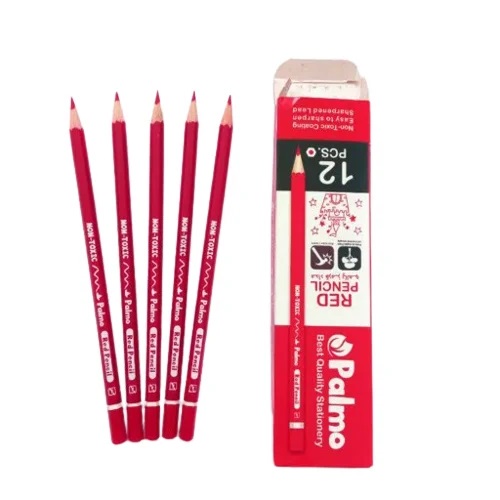 NON-TOXIC Palmo Red Pencil
NON-TOXIC Palmo Red Pencil
NON-TOXIC Palmo Red Pencil
NON-TOXIC Palmo Red Pencil
NON-TOXIC Palmo Red Pencil
Non-Toxic Coating
Easy to sharpen
Sharpened Lead
12
PCS.
RED
PENCIL
NON-TOXIC Palmo Red Pencil
Palmo
Best Quality Stationery